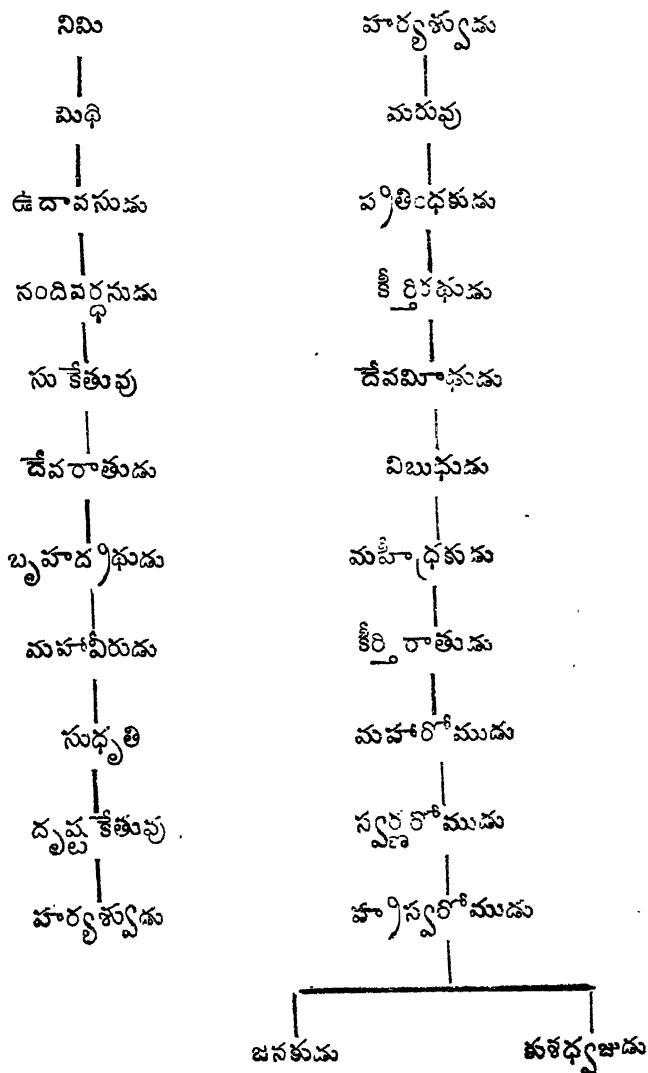 నిమి
మిథి
ఉదావసుడు
నందివర్ధనుడు
సుకేతువు
దేవరాతుడు
బృహద్రిథుడు
మహావీరుడు
సుధృతి
దృష్టకేతువు
హర్యశ్వుడు
హర్యశ్వుడు
మరువు
ప్రతింధకుడు
కీర్తిరథుడు
దేవమీఢుడు
విబుధుడు
మహీధ్రకుడు
కీర్తిరాతుడు
మహారోముడు
స్వర్ణరోముడు
హ్రిస్వరోముడు
జనకుడు కుశధ్వజుడు